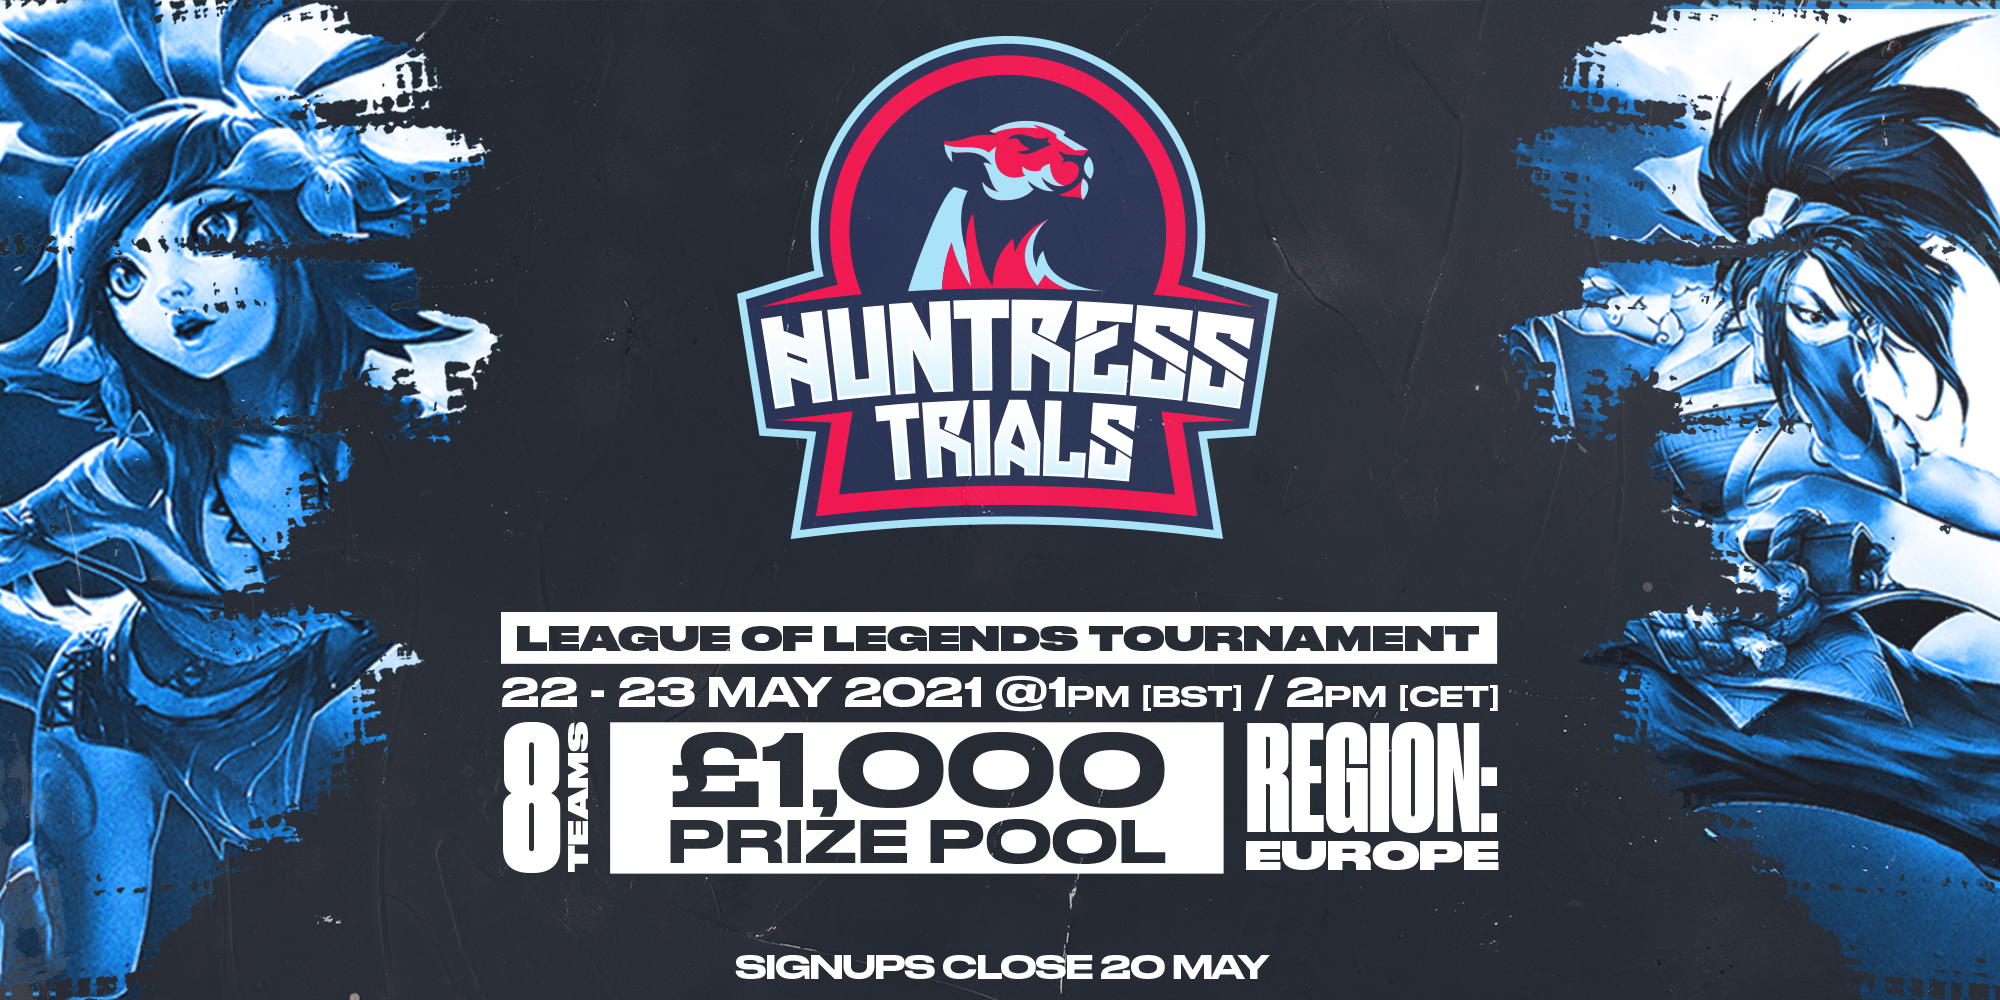 HUNTRESS
TRIALS
LEAGUE OF LEGENDS TOURNAMENT
22 - 23 MAY 2021 @1PM [BST] / 2PM [CET]
8 TEAMS
£1,000
PRIZE POOL
REGION:
EUROPE
SIGNUPS CLOSE 20 MAY